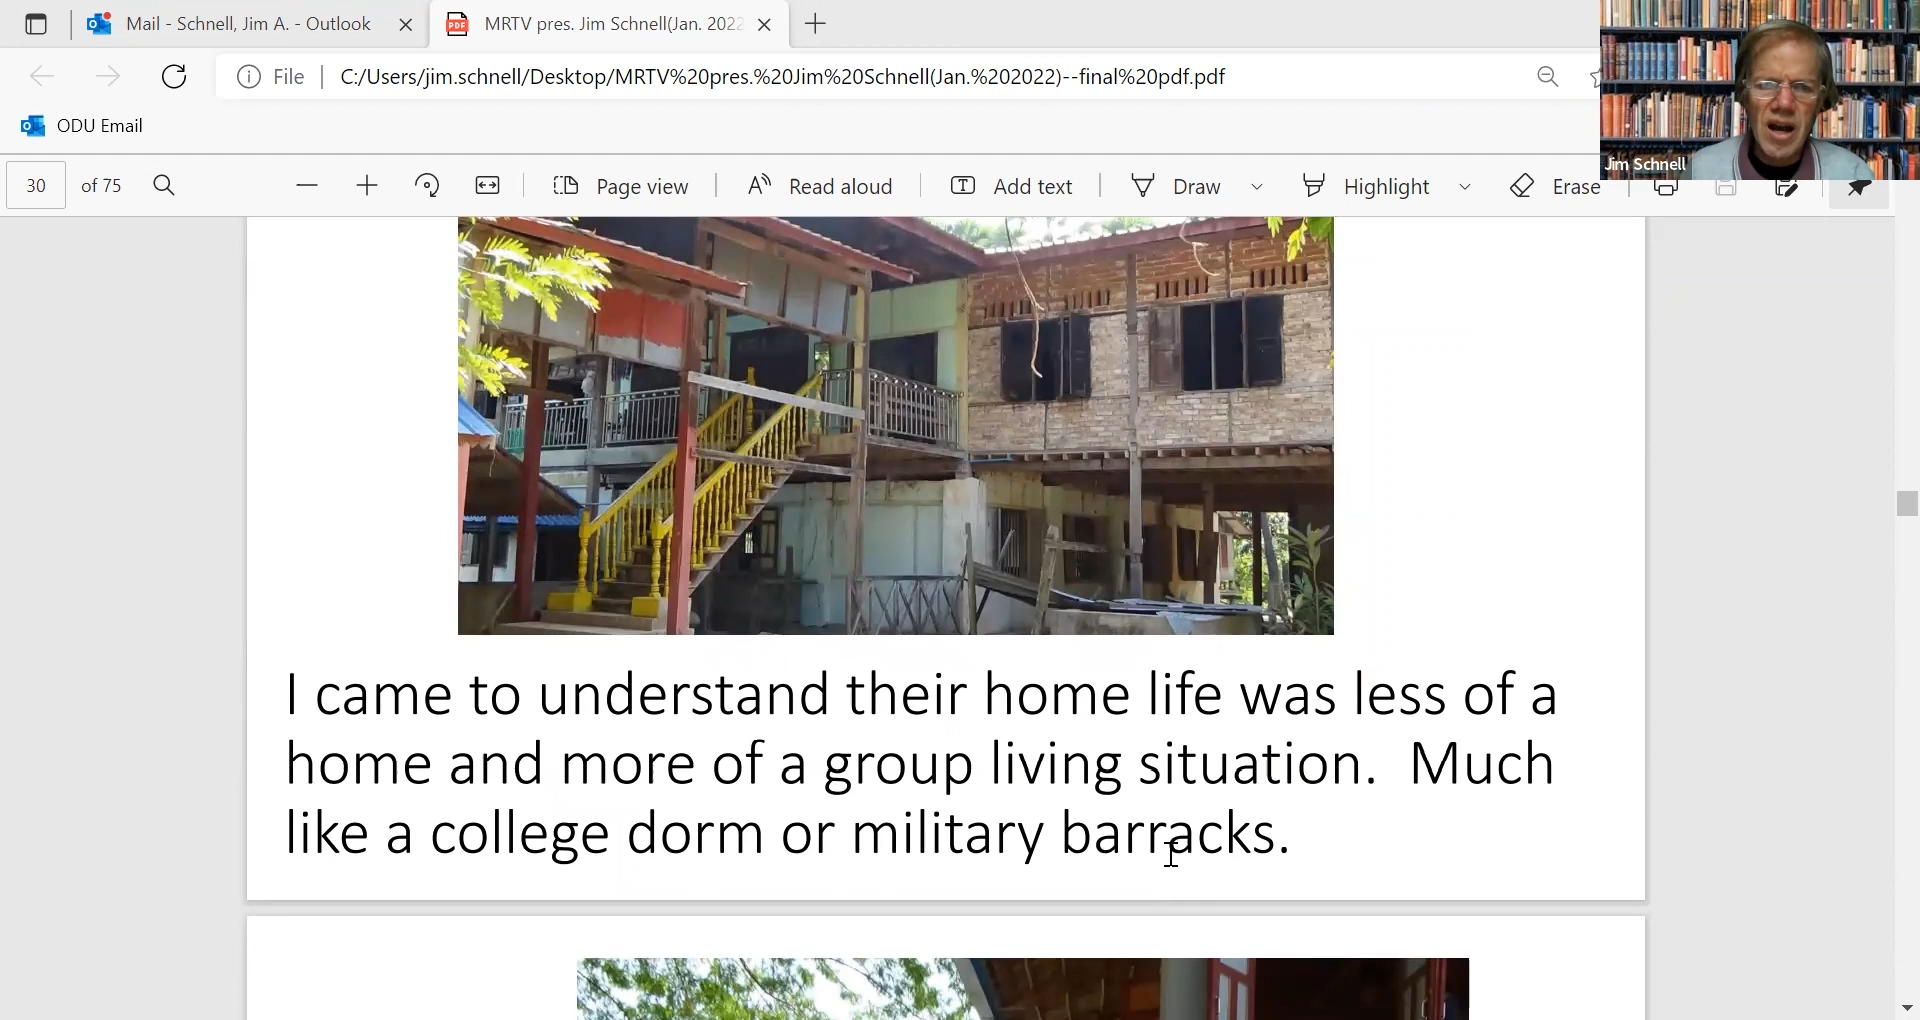 Mail - Schnell, Jim A. - Outlook
MRTV pres. Jim Schnell(Jan. 2022
File
C:/Users/jim.schnell/Desktop/MRTV%20pres.%20Jim%20Schnell(Jan.%202022)--final%20pdf.pdf
ODU Email
Jim Schnell
30 of 75
Page view
Read aloud
Add text
Draw
Highlight
Erase
I came to understand their home life was less of a
home and more of a group living situation.  Much
like a college dorm or military barracks.